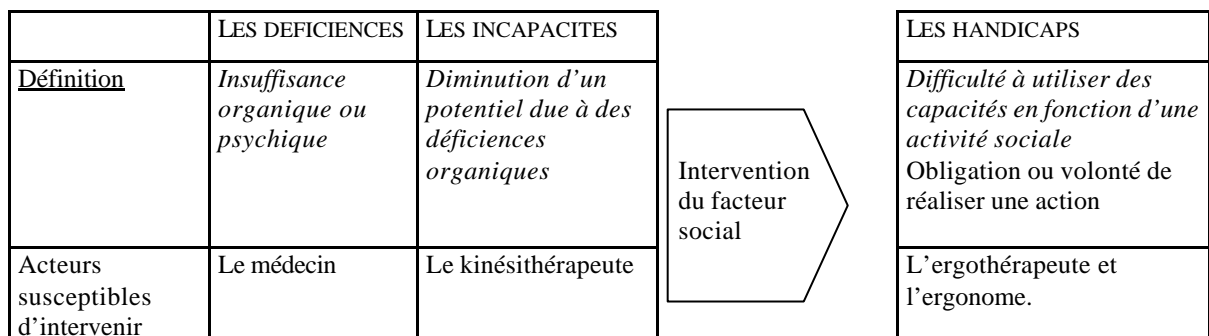 LES DEFICIENCES
LES INCAPACITES
LES HANDICAPS
Définition
Insuffisance
organique ou
psychique
Diminution d'un
potentiel due à des
déficiences
organiques
Intervention
du facteur
social
Difficulté à utiliser des
capacités en fonction d'une
activité sociale
Obligation ou volonté de
réaliser une action
Acteurs
susceptibles
d'intervenir
Le médecin
Le kinésithérapeute
L'ergothérapeute et
l'ergonome.